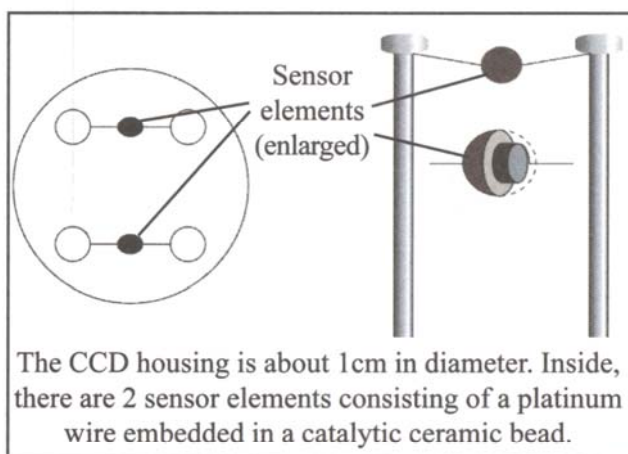 Sensor
elements
(enlarged)
The CCD housing is about 1cm in diameter. Inside,
there are 2 sensor elements consisting of a platinum
wire embedded in a catalytic ceramic bead.